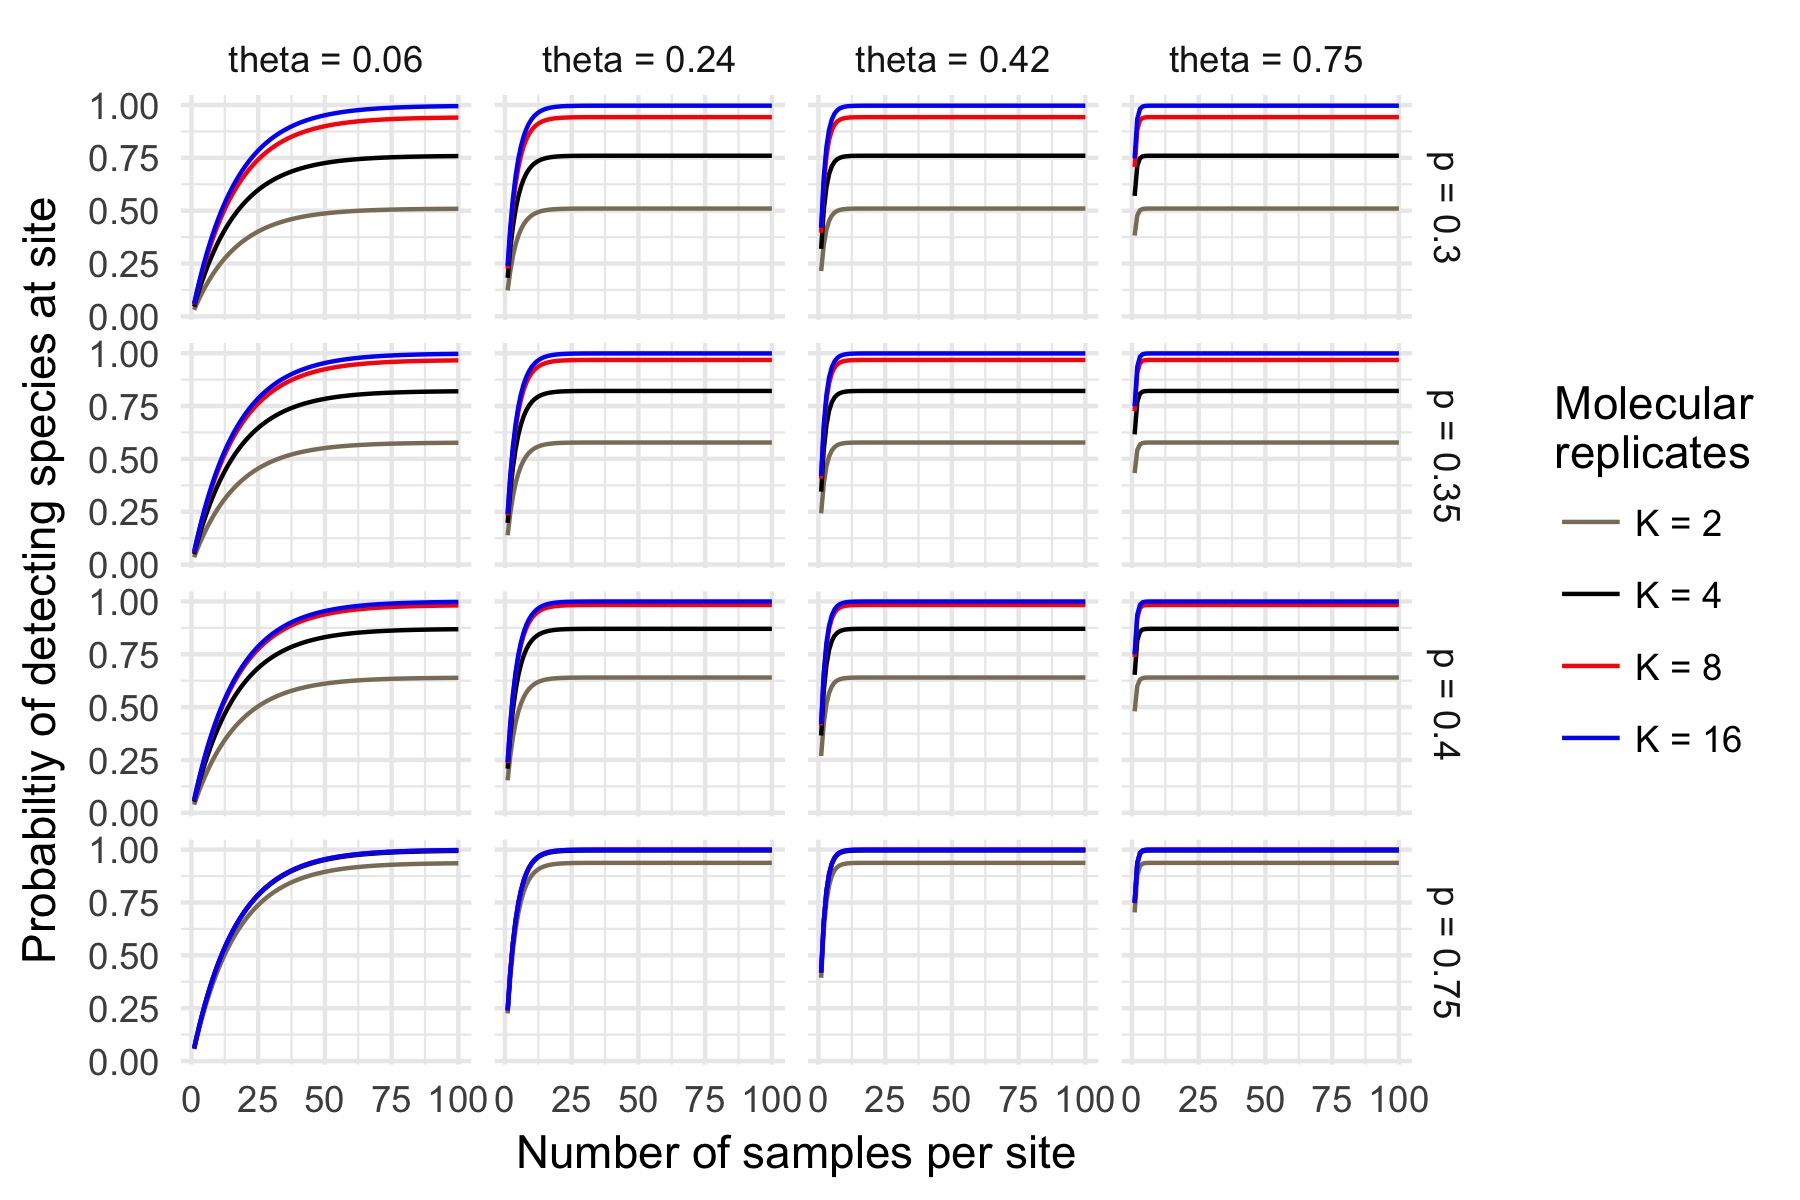 theta = 0.06 theta = 0.24 theta = 0.42 theta = 0.75
Probabiltiy of detecting species at site
1.00
0.75
0.50
0.25
0.00
p = 0.3
1.00
0.75
0.50
0.25
0.00
p = 0.35
1.00
0.75
0.50
0.25
0.00
p = 0.4
1.00
0.75
0.50
0.25
0.00
p = 0.75
0 25 50 75 100 0 25 50 75 100 0 25 50 75 100 0 25 50 75 100
Number of samples per site
Molecular
replicates
K = 2
K = 4
K = 8
K = 16